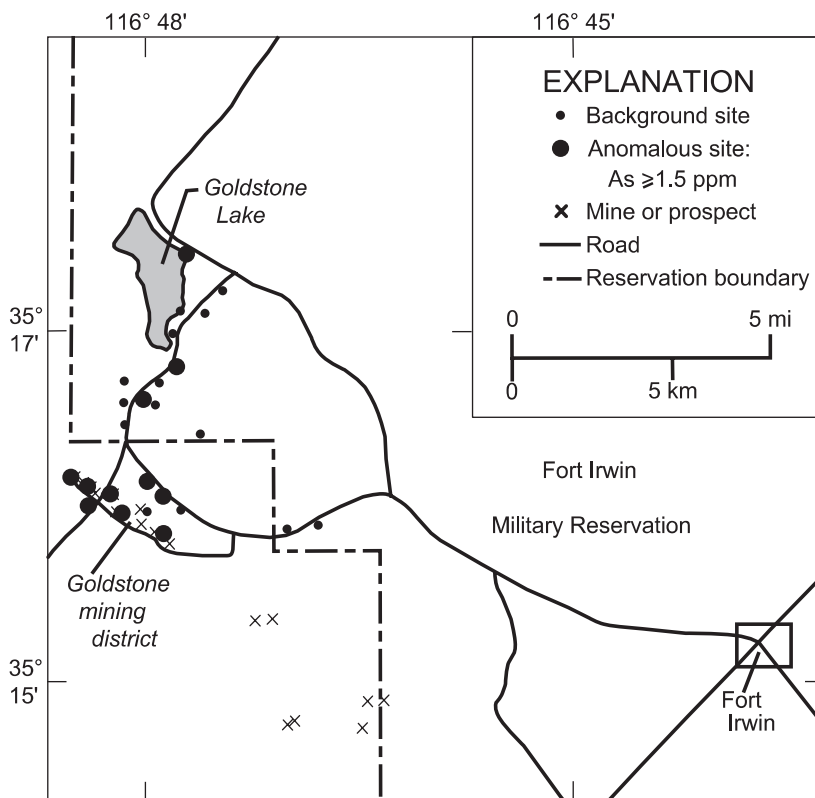 116° 48'
116° 45'
EXPLANATION
Background site
Anomalous site:
As ⩾1.5 ppm
Mine or prospect
Road
Reservation boundary
0
5 mi
0
5 km
Goldstone
Lake
35°
17'
Fort Irwin
Military Reservation
Goldstone
mining
district
35°
15'
Fort
Irwin